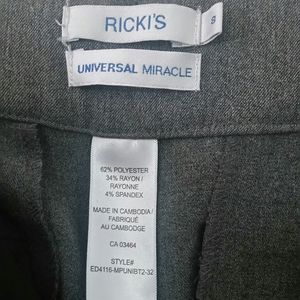 RICKI'S
9
UNIVERSAL MIRACLE
62% POLYESTER
34% RAYON /
RAYONNE
4% SPANDEX
MADE IN CAMBODIA /
FABRIQUÉ
AU CAMBODGE
CA 03464
STYLE#
ED4116-MPUNIBT2-32